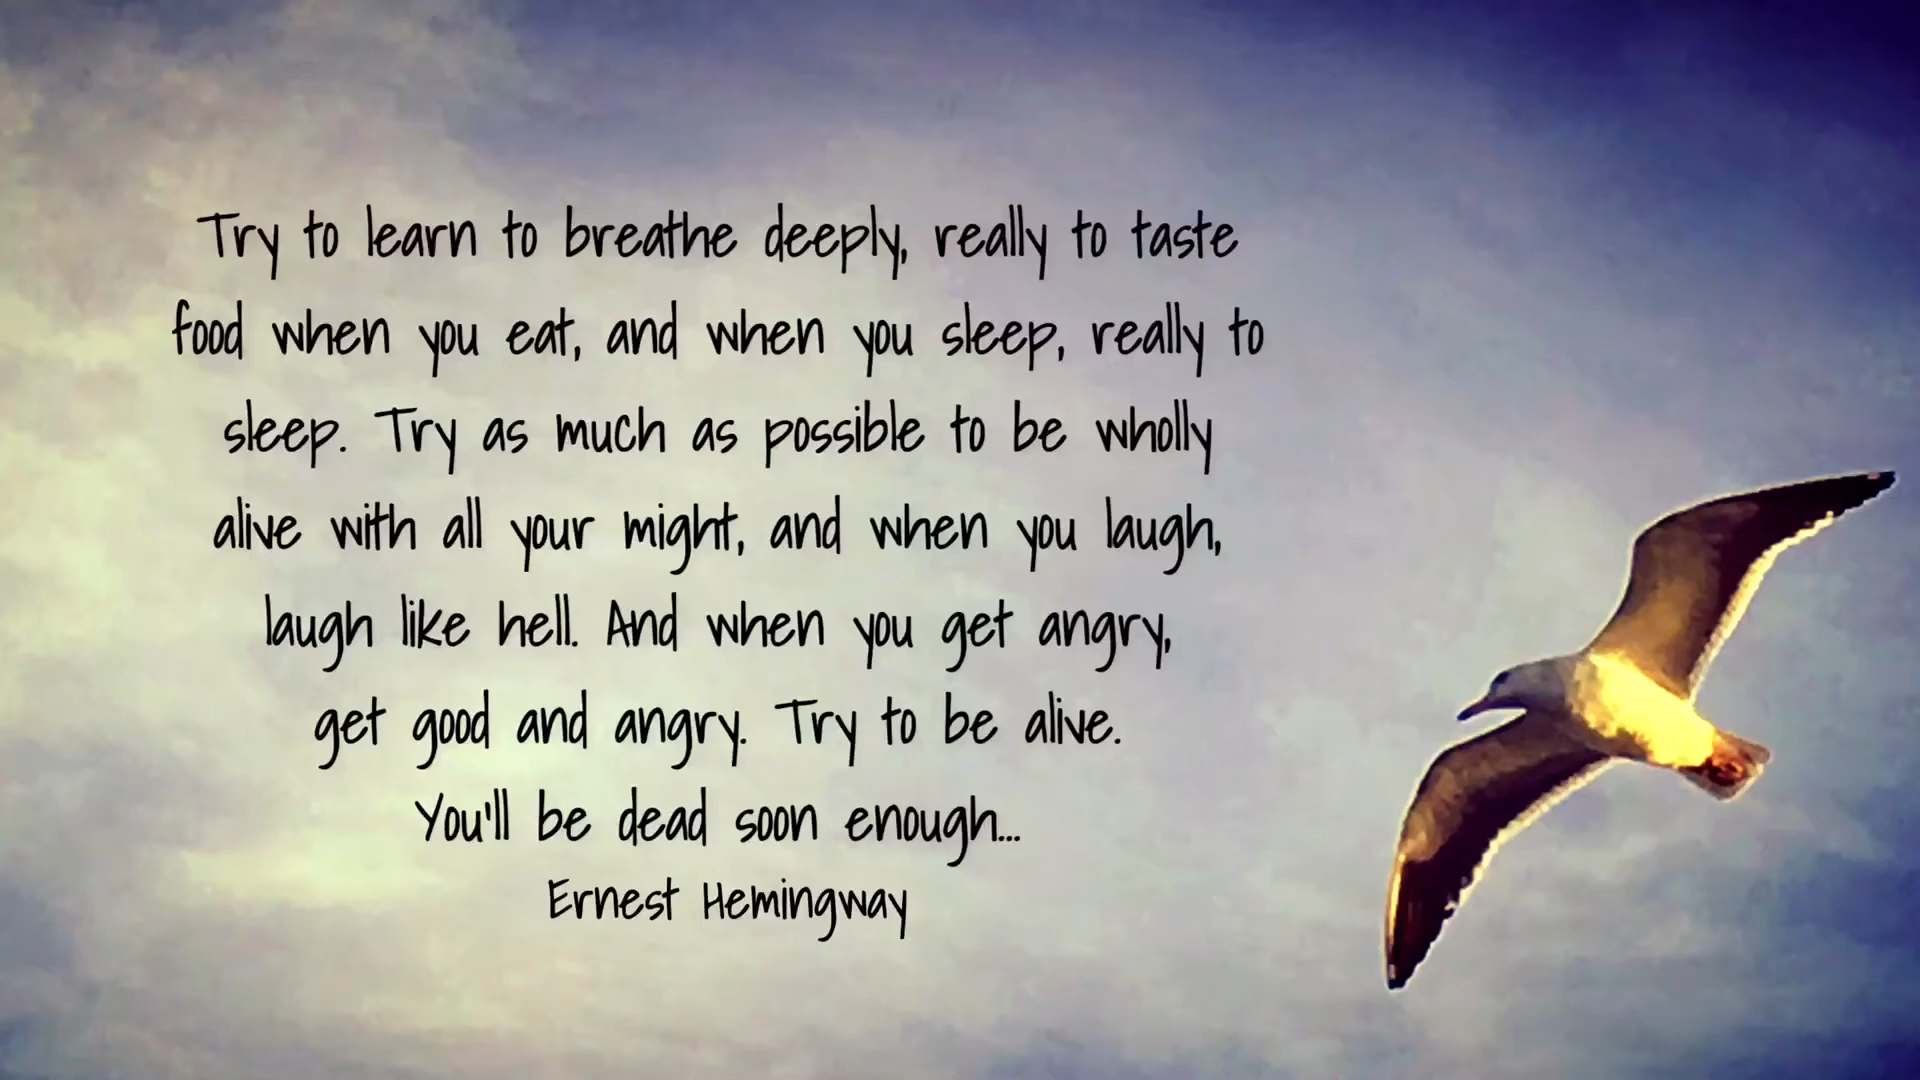 Try to learn to breathe deeply, really to taste
food when you eat, and when you sleep, really to
sleep. Try as much as possible to be wholly
alive with all your might, and when you laugh,
laugh like hell. And when you get angry,
get good and angry. Try to be alive.
You'll be dead soon enough...
Ernest Hemingway